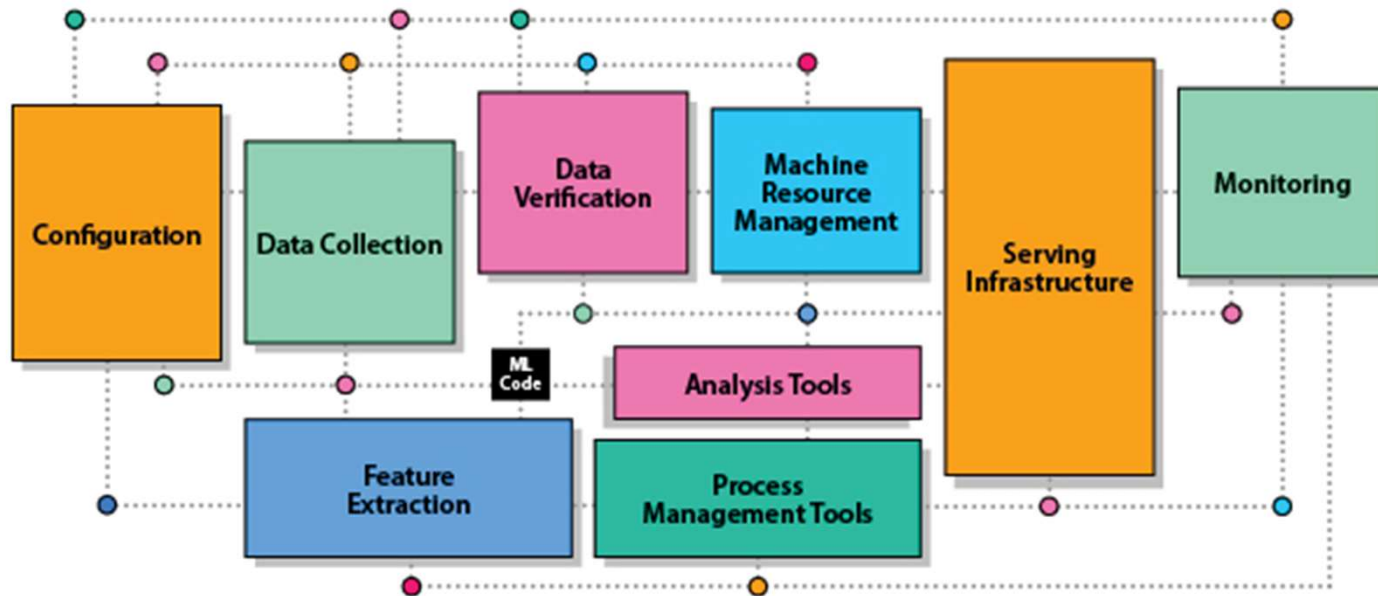 Configuration
Data Collection
Data
Verification
Machine
Resource
Management
Serving
Infrastructure
Monitoring
ML
Code
Analysis Tools
Feature
Extraction
Process
Management Tools